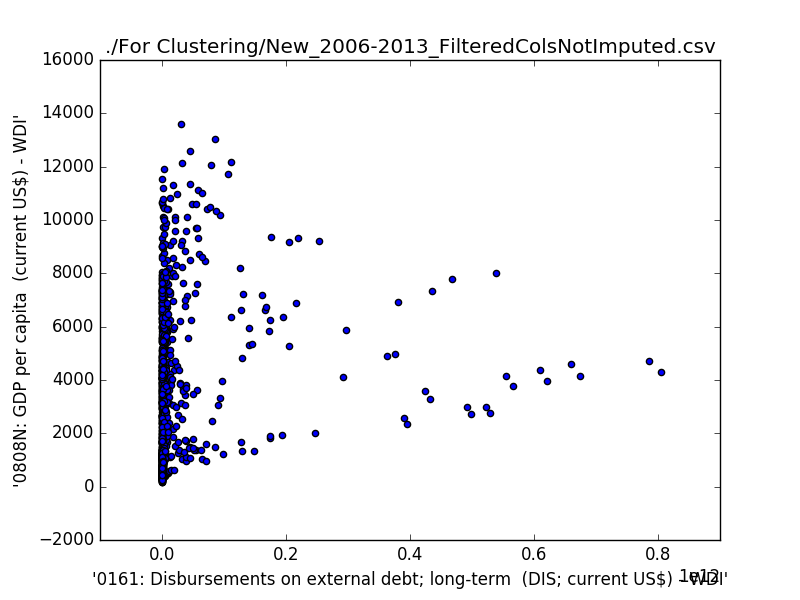 ./For Clustering/New_2006-2013_FilteredColsNotImputed.csv
16000
14000
12000
10000
8000
6000
4000
2000
0
−2000
'0808N: GDP per capita  (current US$) - WDI'
0.0 0.2 0.4 0.6 0.8
1e12
'0161: Disbursements on external debt; long-term  (DIS; current US$) - WDI'